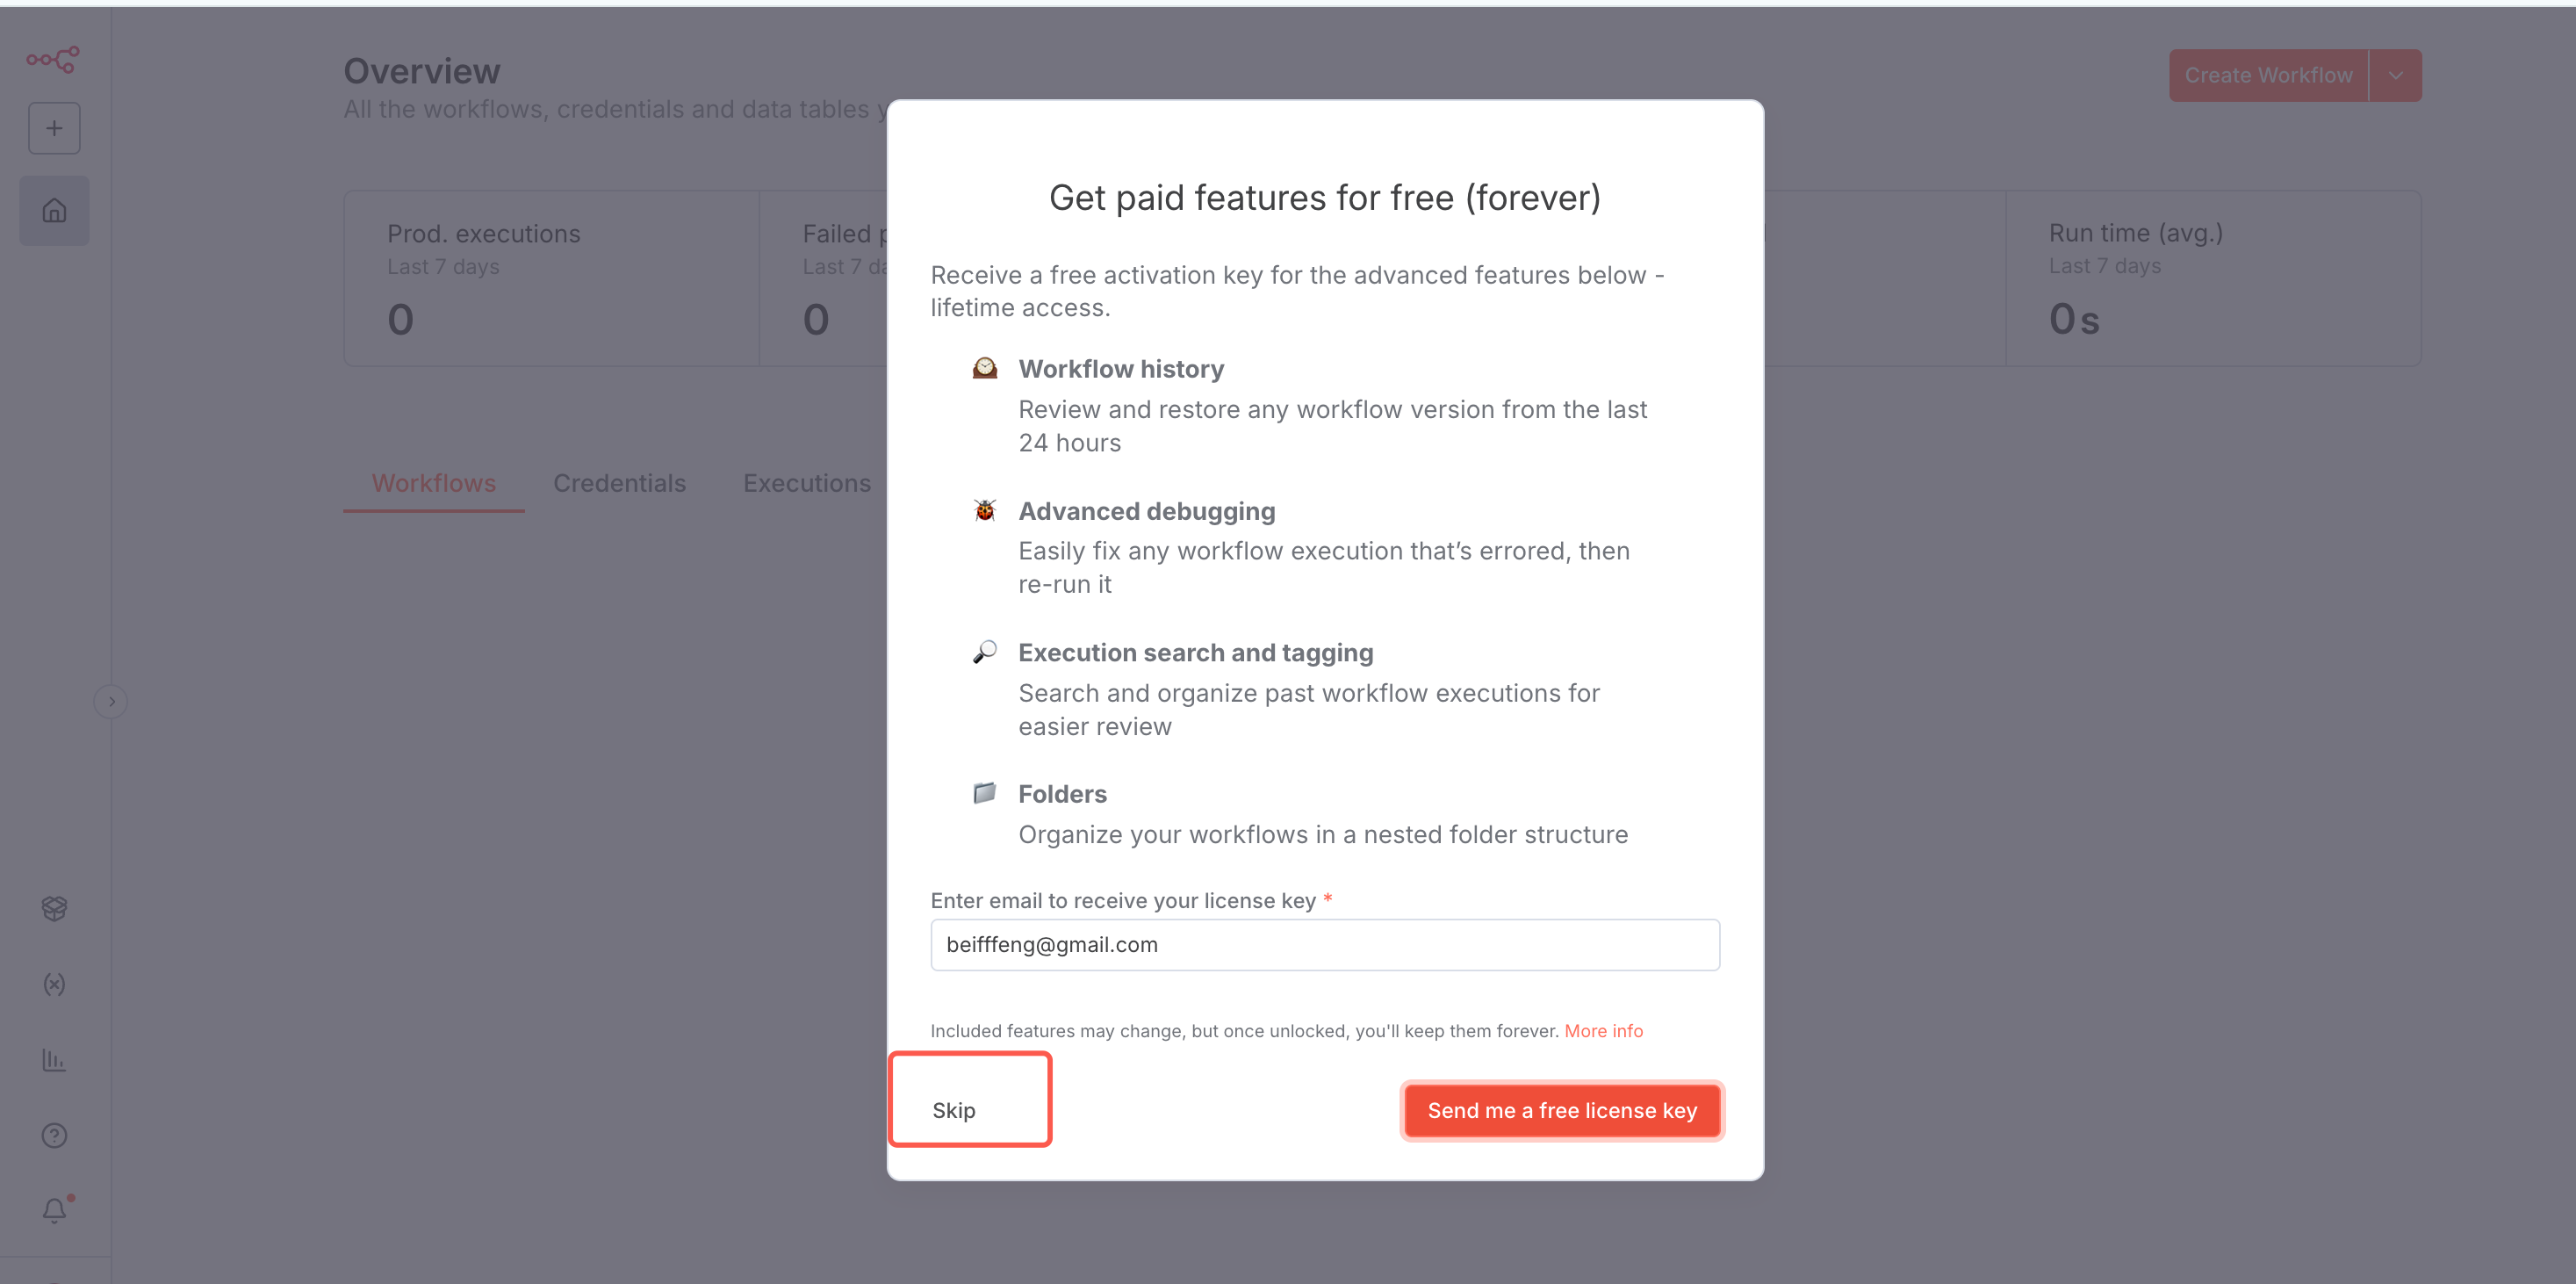 Overview
Create Workflow
All the workflows, credentials and data tables
Get paid features for free (forever)
Prod. executions
Last 7 days
0
Failed
Last 7
0
Run time (avg.)
Last 7 days
0s
Receive a free activation key for the advanced features below -
lifetime access.
Workflow history
Review and restore any workflow version from the last
24 hours
Workflows
Credentials
Executions
Advanced debugging
Easily fix any workflow execution that’s errored, then
re-run it
Execution search and tagging
Search and organize past workflow executions for
easier review
Folders
Organize your workflows in a nested folder structure
Enter email to receive your license key *
beifffeng@gmail.com
Included features may change, but once unlocked, you'll keep them forever. More info
Skip
Send me a free license key